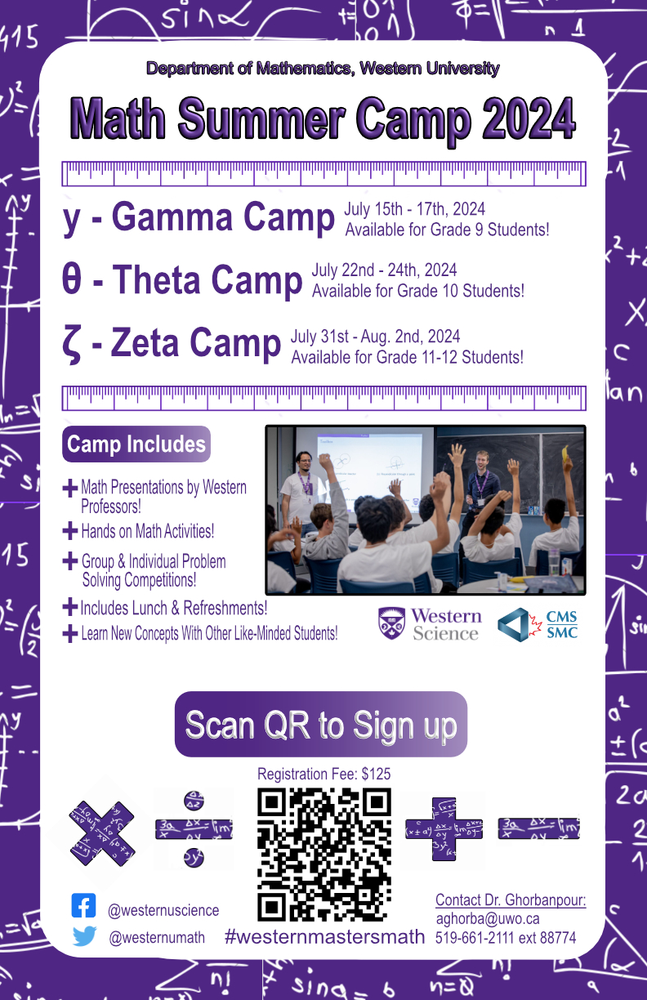 Department of Mathematics, Western University
Math Summer Camp 2024
y - Gamma Camp
July 15th - 17th, 2024
Available for Grade 9 Students!
θ - Theta Camp
July 22nd - 24th, 2024
Available for Grade 10 Students!
ζ - Zeta Camp
July 31st - Aug. 2nd, 2024
Available for Grade 11-12 Students!
Camp Includes
Math Presentations by Western
Professors!
Hands on Math Activities!
Group & Individual Problem
Solving Competitions!
Includes Lunch & Refreshments!
Learn New Concepts With Other Like-Minded Students!
Western
Science
CMS
SMC
Scan QR to Sign up
Registration Fee: $125
@westernuscience
@westernumath
#westernmastersmath
Contact Dr. Ghorbanpour:
aghorba@uwo.ca
519-661-2111 ext 88774